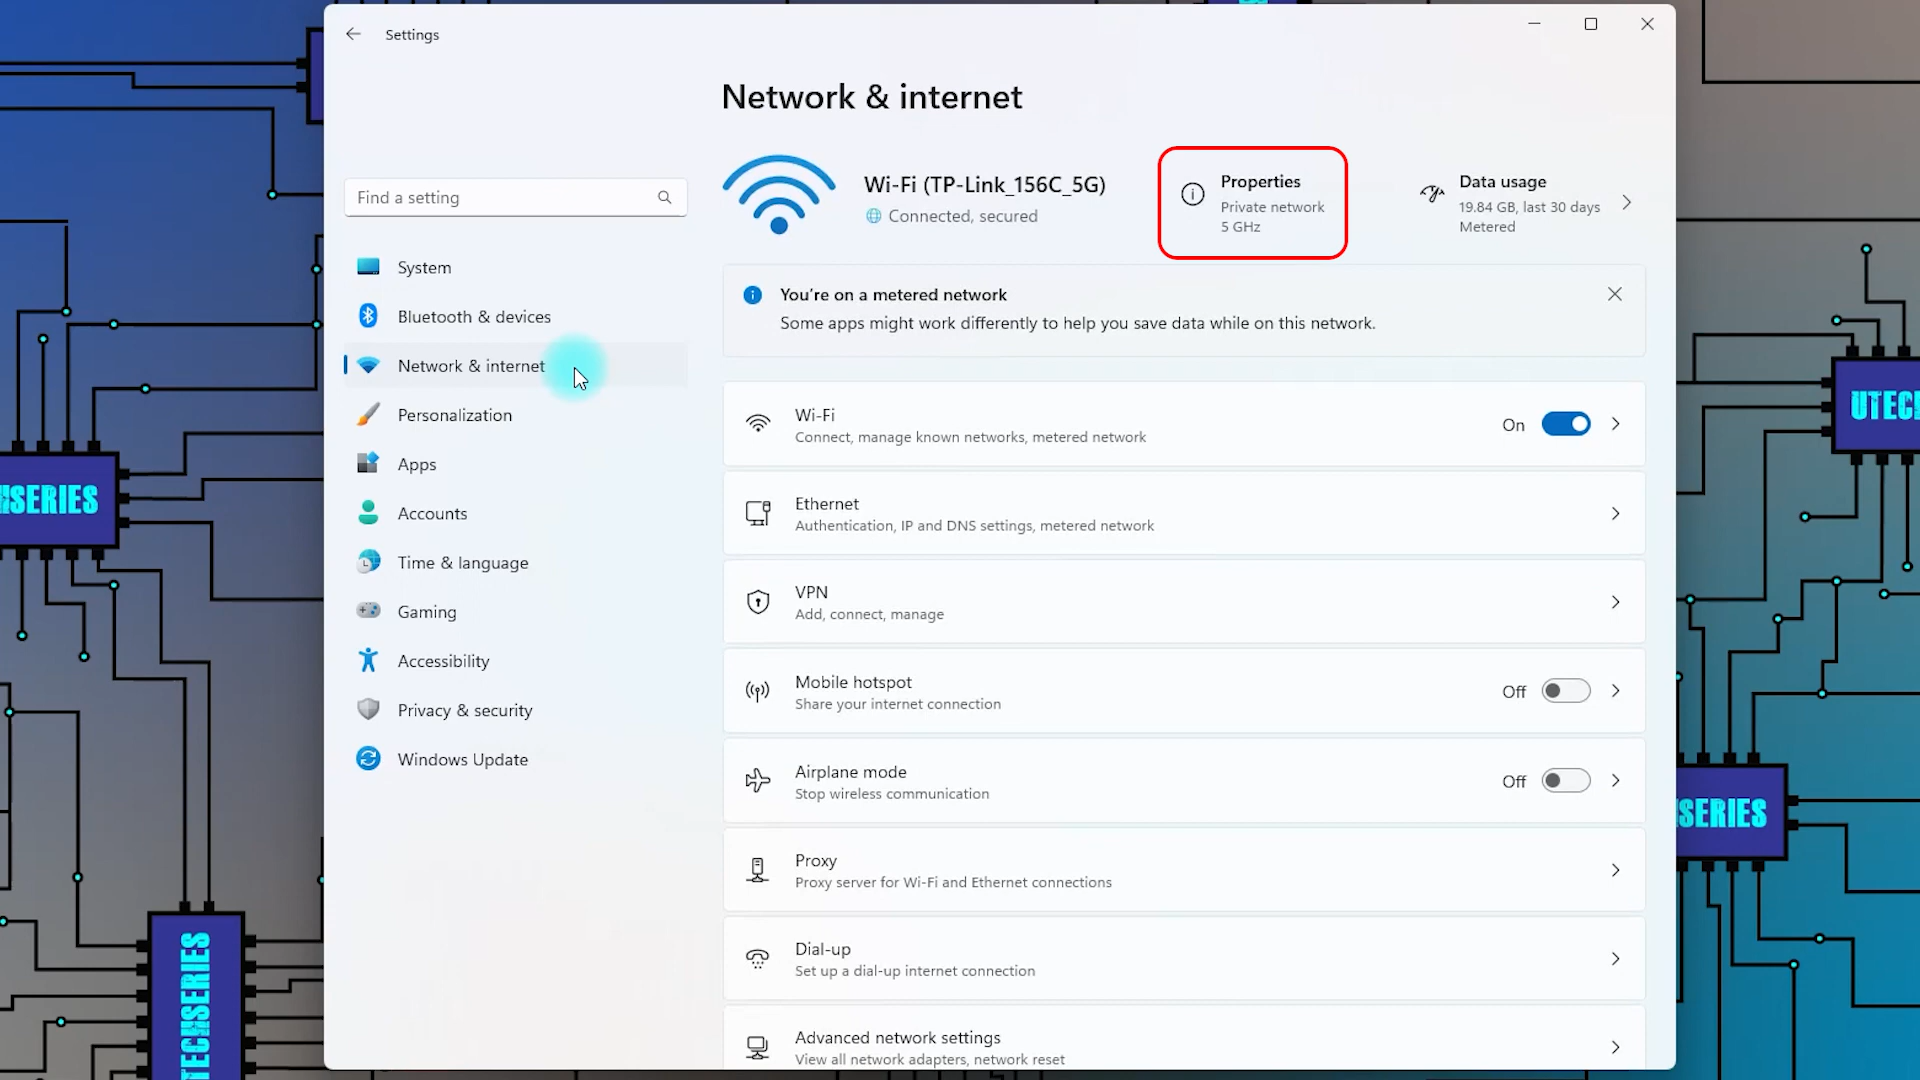 Settings
Network & internet
Find a setting
System
Bluetooth & devices
Network & internet
Personalization
Apps
Accounts
Time & language
Gaming
Accessibility
Privacy & security
Windows Update
Wi-Fi (TP-Link_156C_5G)
Connected, secured
Properties
Private network
5 GHz
Data usage
19.84 GB, last 30 days
Metered
You're on a metered network
Some apps might work differently to help you save data while on this network.
Wi-Fi
Connect, manage known networks, metered network
On
Ethernet
Authentication, IP and DNS settings, metered network
VPN
Add, connect, manage
Mobile hotspot
Share your internet connection
Off
Airplane mode
Stop wireless communication
Off
Proxy
Proxy server for Wi-Fi and Ethernet connections
Dial-up
Set up a dial-up internet connection
Advanced network settings
View all network adapters, network reset
HSERIES
UTECHSERIES
UTEC
SERIES